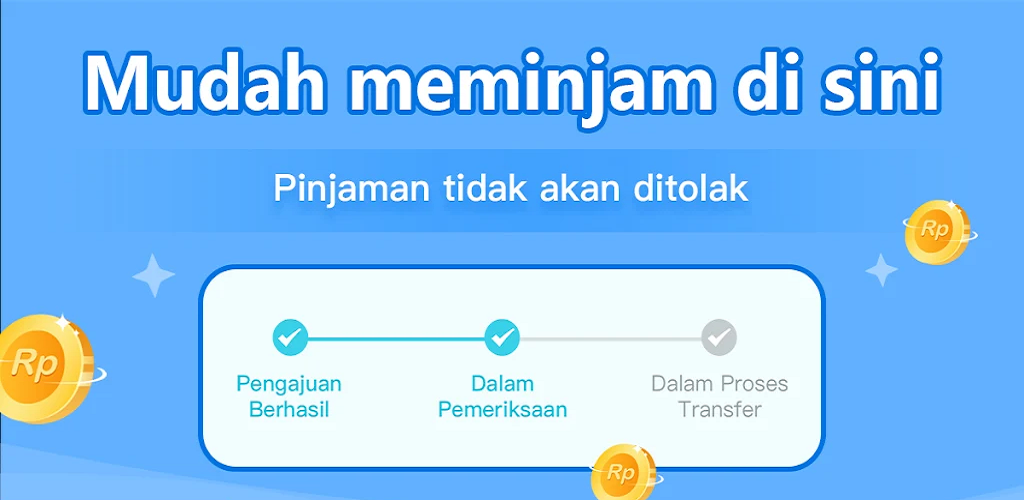 Mudah meminjam di sini
Pinjaman tidak akan ditolak
Rp
Rp
Pengajuan
Berhasil
Dalam
Pemeriksaan
Dalam Proses
Transfer
Rp